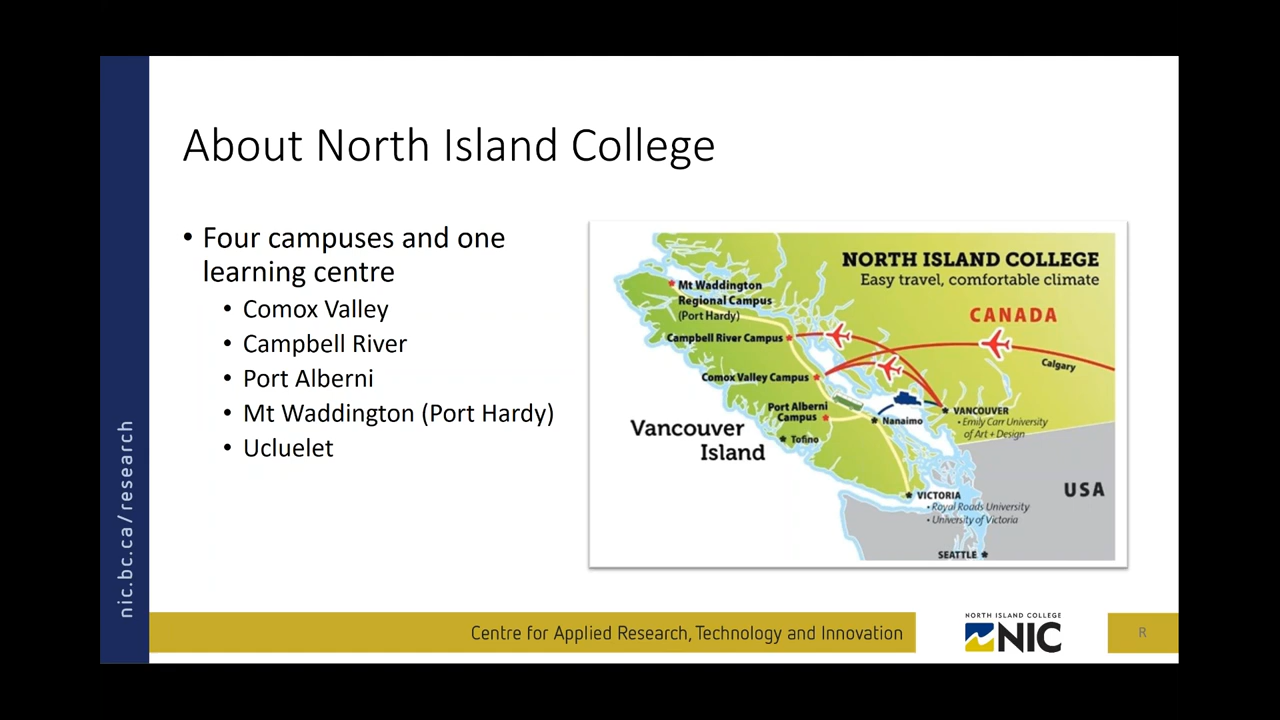 About North Island College
• Four campuses and one
learning centre
• Comox Valley
• Campbell River
• Port Alberni
• Mt Waddington (Port Hardy)
• Ucluelet
NORTH ISLAND COLLEGE
Easy travel, comfortable climate
Mt Waddington
Regional Campus
(Port Hardy)
CANADA
Campbell River Campus
Calgary
Comox Valley Campus
Port Alberni
Campus
VANCOUVER
• Emily Carr University
of Art + Design
Nanaimo
Tofino
Vancouver
Island
USA
VICTORIA
• Royal Roads University
• University of Victoria
SEATTLE
nic.bc.ca/research
Centre for Applied Research, Technology and Innovation
NORTH ISLAND COLLEGE
NIC
R